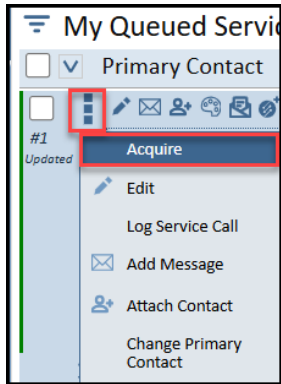 My Queued Servic
Primary Contact
#1
Updated
Acquire
Edit
Log Service Call
Add Message
Attach Contact
Change Primary
Contact